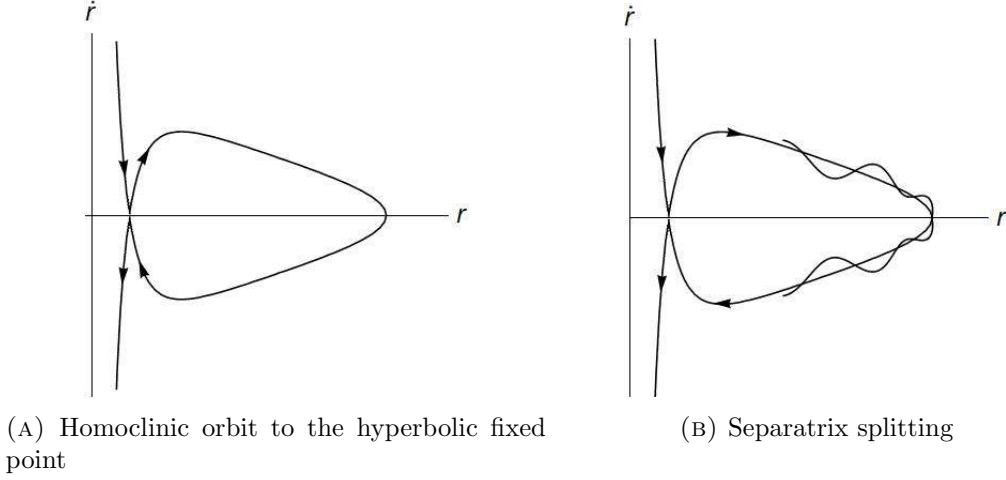 ṙ
ṙ
r
r
(A) Homoclinic orbit to the hyperbolic fixed
point
(B) Separatrix splitting